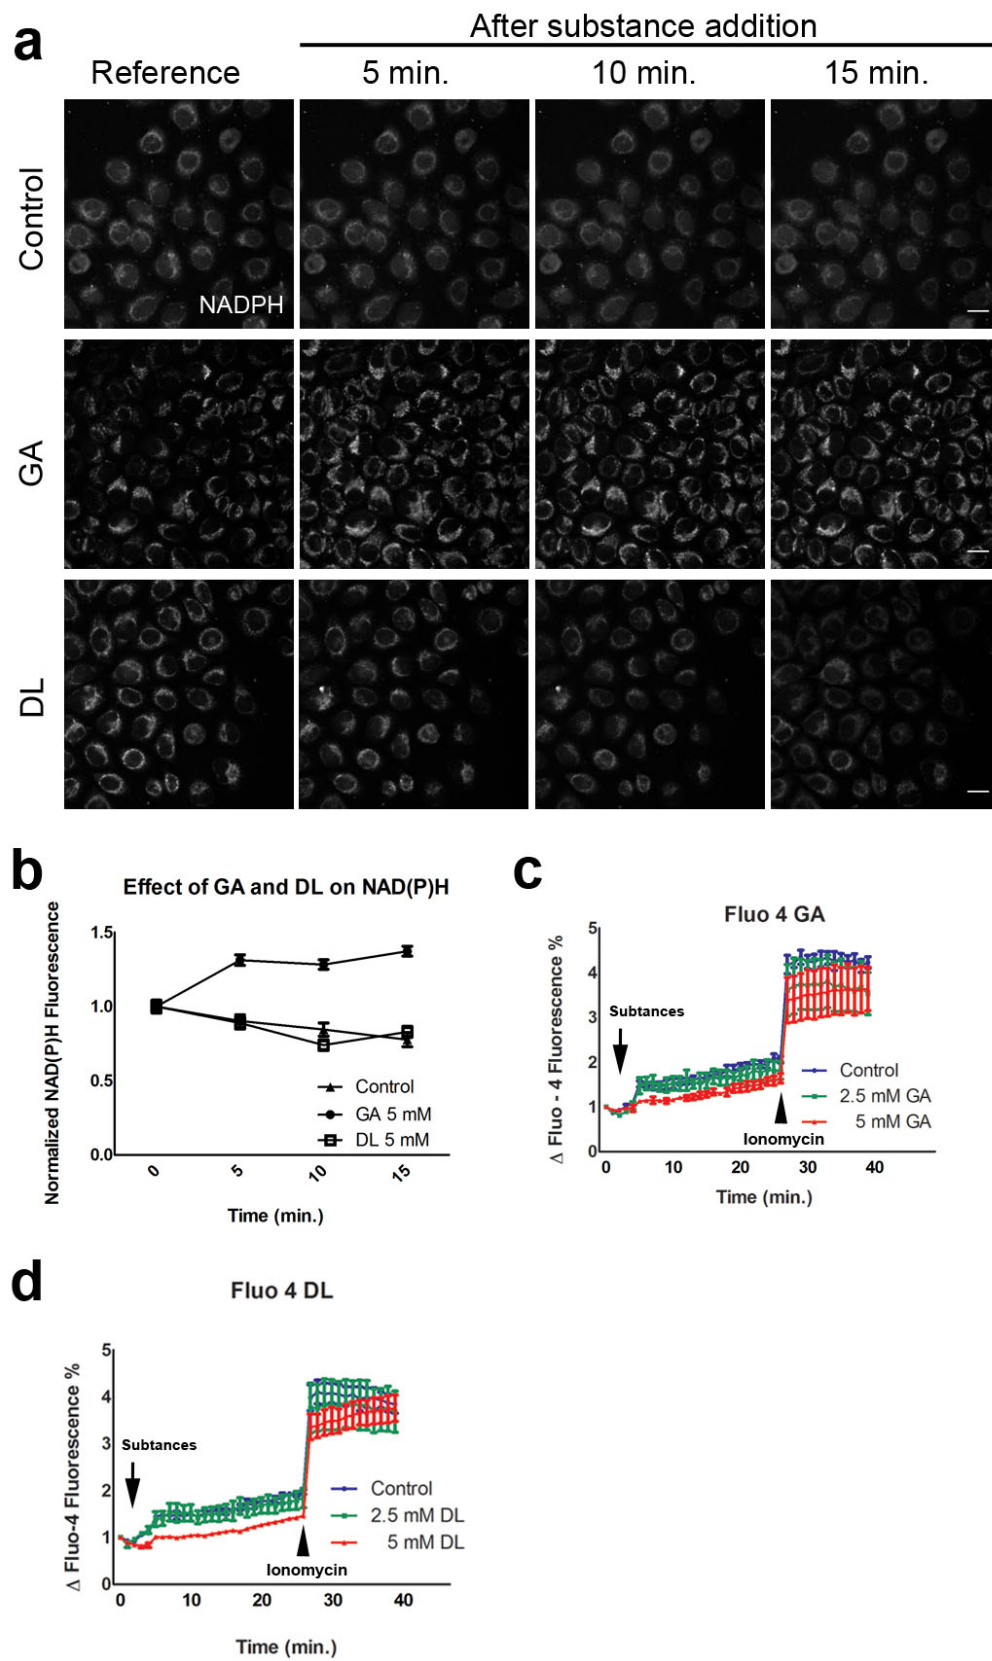 a
After substance addition
Reference 5 min. 10 min. 15 min.
Control
NADPH
GA
DL
b
Effect of GA and DL on NAD(P)H
Normalized NAD(P)H Fluorescence
1.5
1.0
0.5
0.0
0 5 10 15
Time (min.)
Control
GA 5 mM
DL 5 mM
c
Fluo 4 GA
Δ Fluo - 4 Fluorescence %
5
4
3
2
1
0
0 10 20 30 40
Time (min.)
Subtances
Ionomycin
Control
2.5 mM GA
5 mM GA
d
Fluo 4 DL
Δ Fluo-4 Fluorescence %
5
4
3
2
1
0
0 10 20 30 40
Time (min.)
Subtances
Ionomycin
Control
2.5 mM DL
5 mM DL